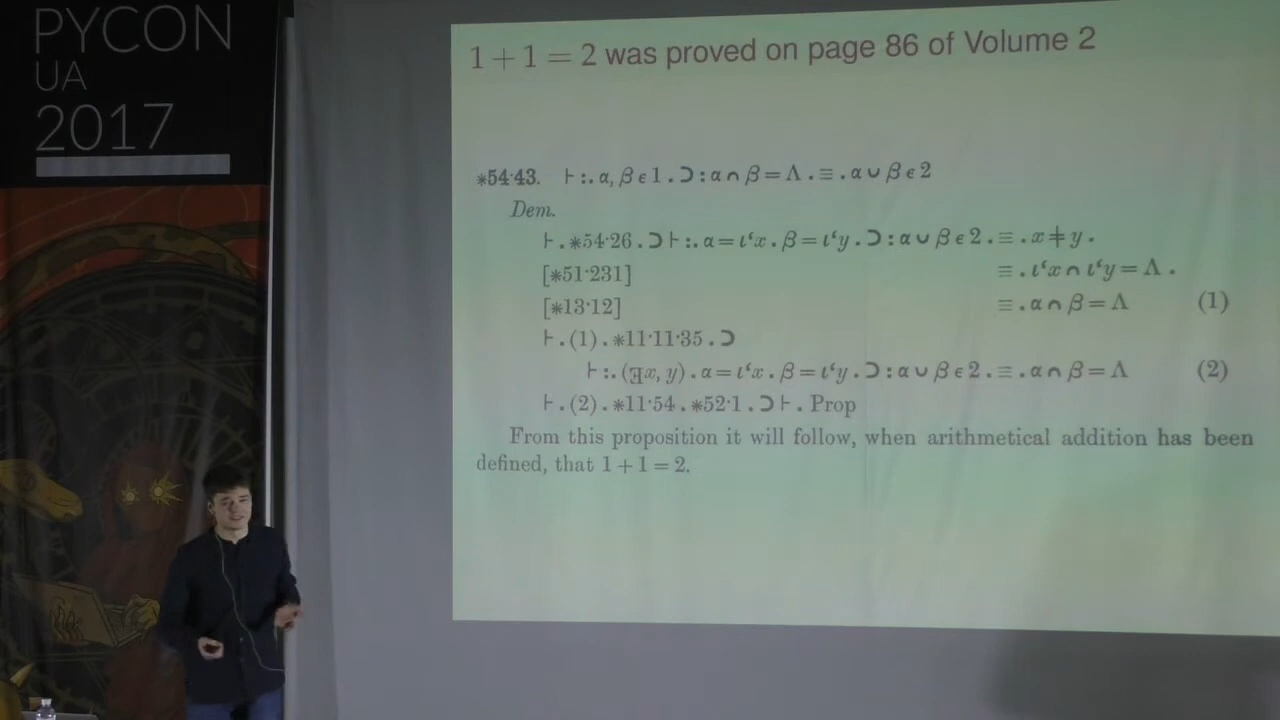 PYCON
UA
2017
1 + 1 = 2 was proved on page 86 of Volume 2
∗54·43. ⊢ :. α, β ϵ 1 . ⊃ : α ∩ β = Λ . ≡ . α ∪ β ϵ 2
Dem.
⊢ . ∗54·26 . ⊃ ⊢ :. α = ι‘x . β = ι‘y . ⊃ : α ∪ β ϵ 2 . ≡ . x ≠ y .
[∗51·231] ≡ . ι‘x ∩ ι‘y = Λ .
[∗13·12] ≡ . α ∩ β = Λ (1)
⊢ . (1) . ∗11·11·35 . ⊃
⊢ :. (Ǝx, y) . α = ι‘x . β = ι‘y . ⊃ : α ∪ β ϵ 2 . ≡ . α ∩ β = Λ (2)
⊢ . (2) . ∗11·54 . ∗52·1 . ⊃ ⊢ . Prop
From this proposition it will follow, when arithmetical addition has been
defined, that 1 + 1 = 2.